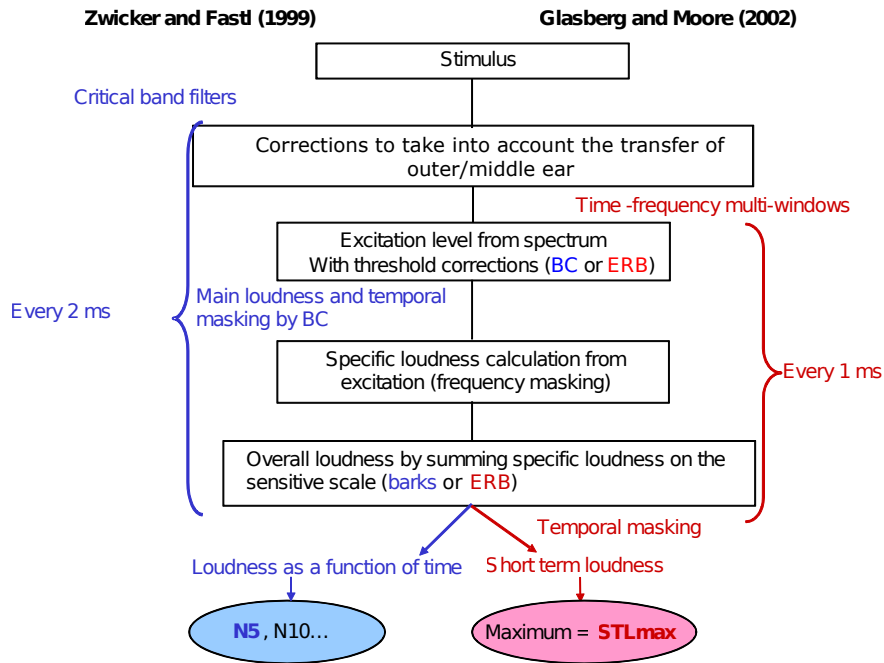 Zwicker and Fastl (1999)
Glasberg and Moore (2002)
Stimulus
Critical band filters
Corrections to take into account the transfer of
outer/middle ear
Time -frequency multi-windows
Excitation level from spectrum
With threshold corrections (BC or ERB)
Every 2 ms
Main loudness and temporal
masking by BC
Specific loudness calculation from
excitation (frequency masking)
Every 1 ms
Overall loudness by summing specific loudness on the
sensitive scale (barks or ERB)
Temporal masking
Loudness as a function of time
Short term loudness
N5, N10...
Maximum = STLmax